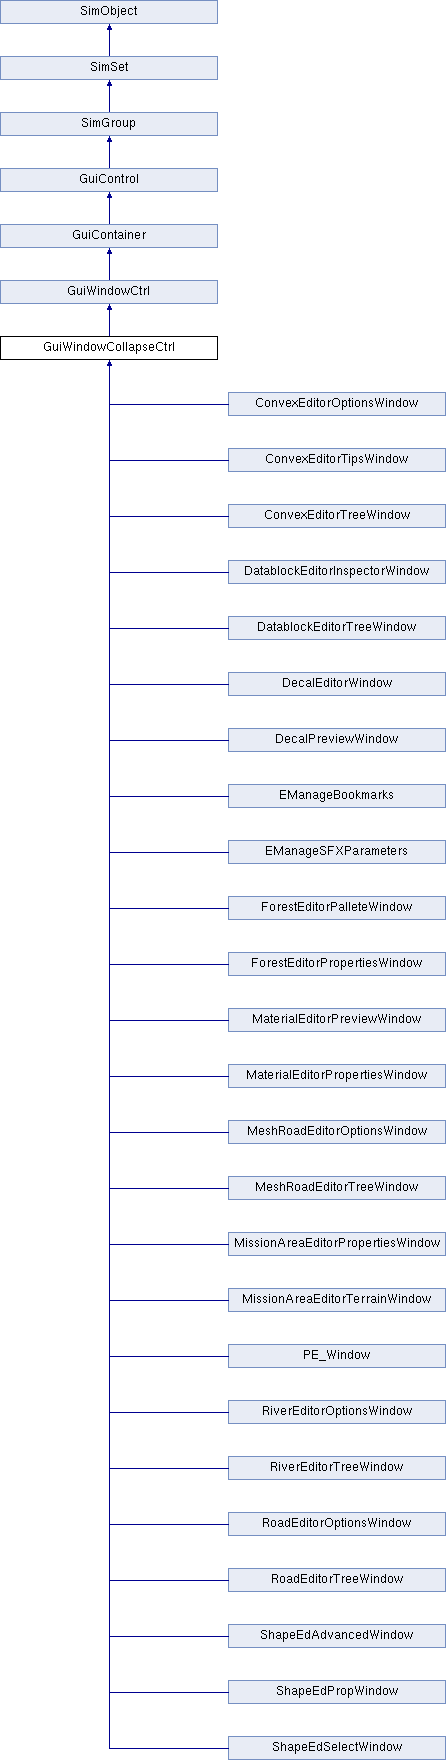 SimObject
SimSet
SimGroup
GuiControl
GuiContainer
GuiWindowCtrl
GuiWindowCollapseCtrl
ConvexEditorOptionsWindow
ConvexEditorTipsWindow
ConvexEditorTreeWindow
DatablockEditorInspectorWindow
DatablockEditorTreeWindow
DecalEditorWindow
DecalPreviewWindow
EManageBookmarks
EManageSFXParameters
ForestEditorPalleteWindow
ForestEditorPropertiesWindow
MaterialEditorPreviewWindow
MaterialEditorPropertiesWindow
MeshRoadEditorOptionsWindow
MeshRoadEditorTreeWindow
MissionAreaEditorPropertiesWindow
MissionAreaEditorTerrainWindow
PE_Window
RiverEditorOptionsWindow
RiverEditorTreeWindow
RoadEditorOptionsWindow
RoadEditorTreeWindow
ShapeEdAdvancedWindow
ShapeEdPropWindow
ShapeEdSelectWindow